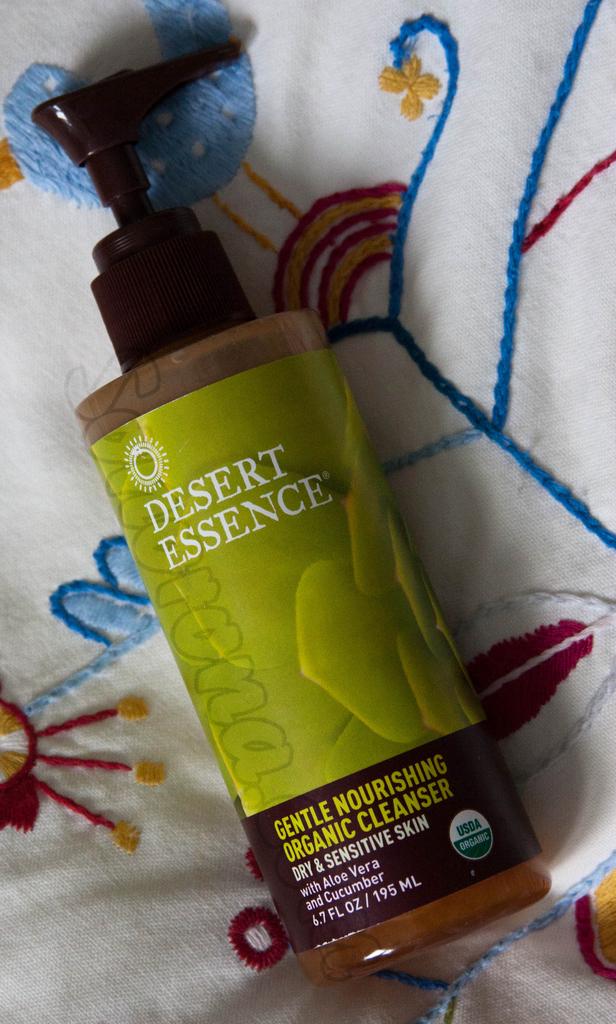 DESERT
ESSENCE®
GENTLE NOURISHING
ORGANIC CLEANSER
DRY & SENSITIVE SKIN
with Aloe Vera
and Cucumber
6.7 FL OZ / 195 ML
USDA
ORGANIC